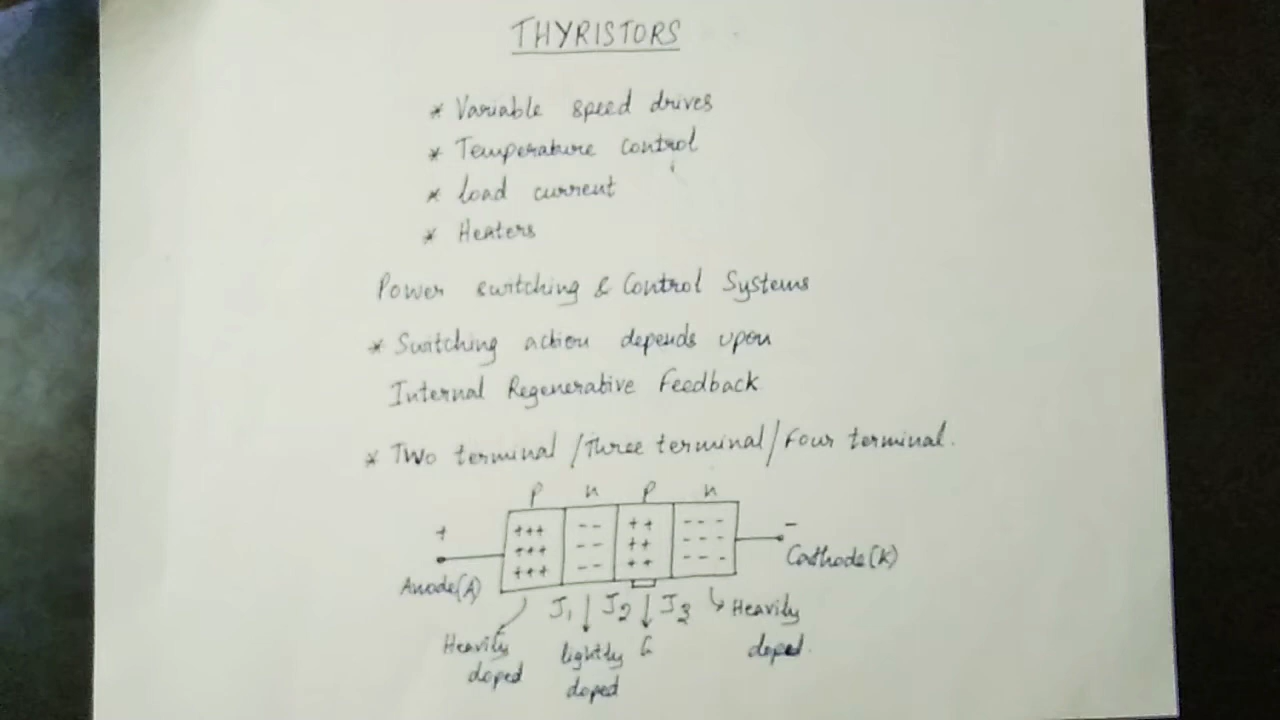 THYRISTORS
* Variable speed drives
* Temperature control
* load current
* Heaters
Power switching & Control Systems
* Switching action depends upon
Internal Regenerative Feedback
* Two terminal /Three terminal/Four terminal.
p n p n
+ -
+++ -- ++ ---
+++ -- ++ ---
+++ -- ++ ---
Anode(A) Cathode(K)
J1 J2 J3
Heavily doped
lightly doped
G
Heavily doped.